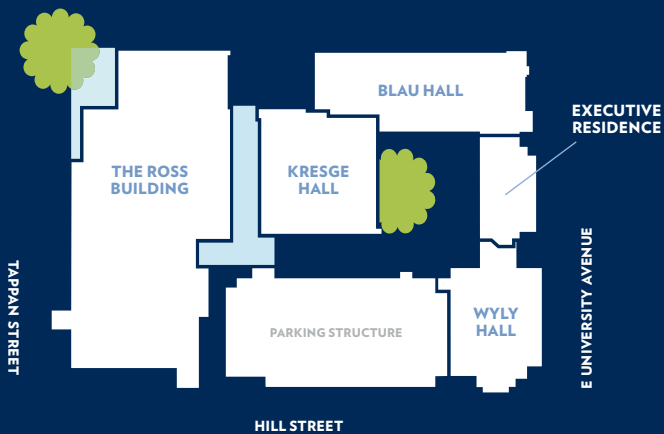 BLAU HALL
EXECUTIVE
RESIDENCE
THE ROSS
BUILDING
KRESGE
HALL
TAPPAN STREET
E UNIVERSITY AVENUE
WYLY
HALL
PARKING STRUCTURE
HILL STREET